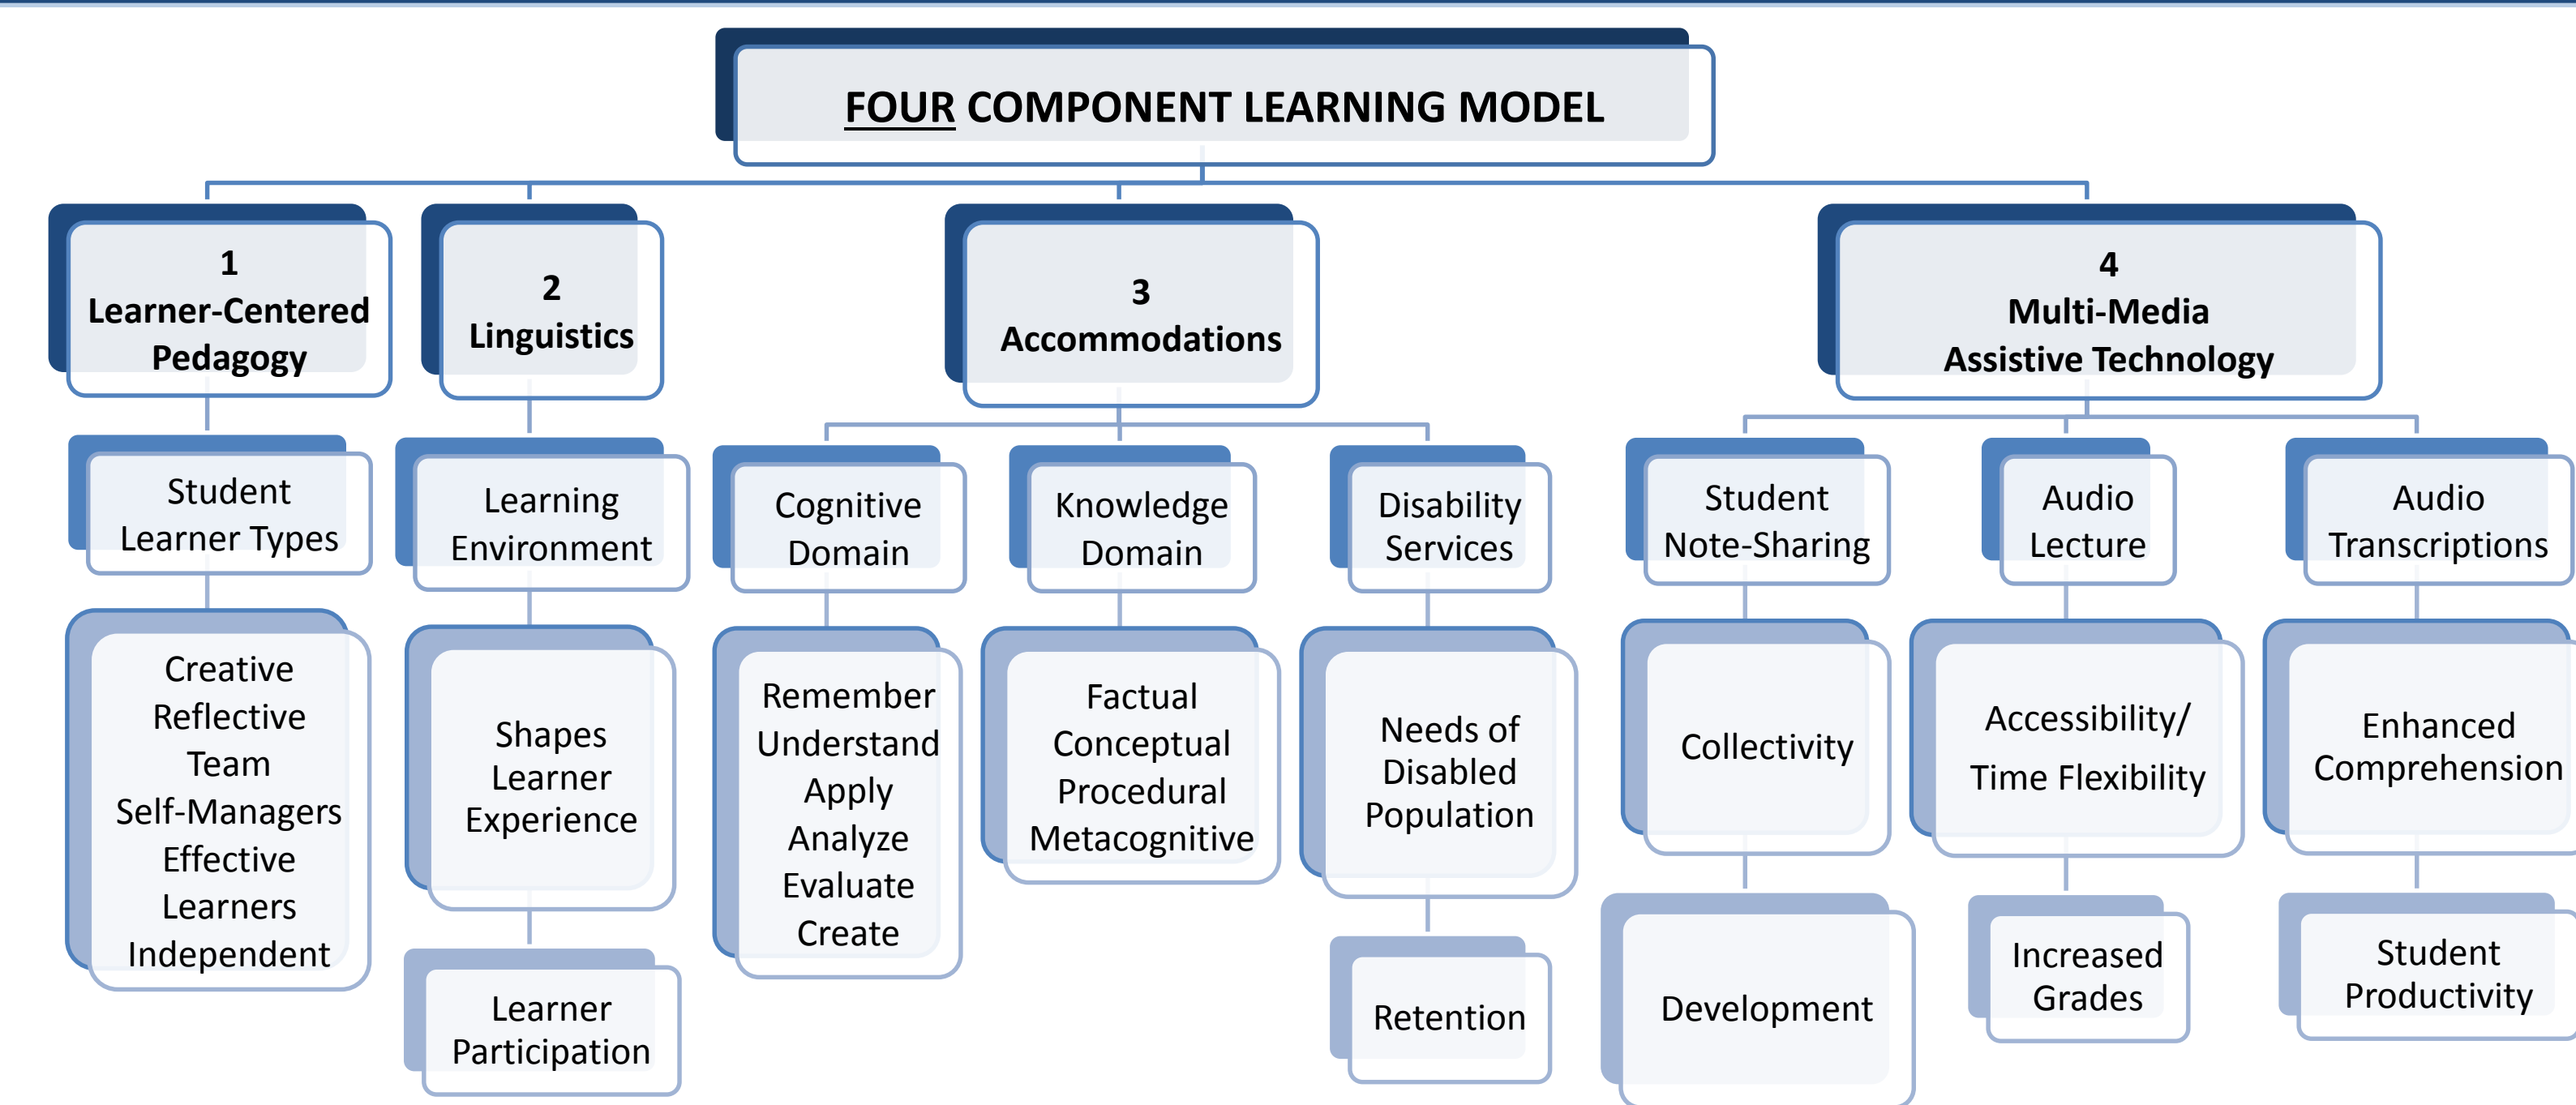 FOUR COMPONENT LEARNING MODEL
1
Learner-Centered
Pedagogy
2
Linguistics
3
Accommodations
4
Multi-Media
Assistive Technology
Student
Learner Types
Learning
Environment
Cognitive
Domain
Knowledge
Domain
Disability
Services
Student
Note-Sharing
Audio
Lecture
Audio
Transcriptions
Creative
Reflective
Team
Self-Managers
Effective
Learners
Independent
Shapes
Learner
Experience
Remember
Understand
Apply
Analyze
Evaluate
Create
Factual
Conceptual
Procedural
Metacognitive
Needs of
Disabled
Population
Collectivity
Accessibility/
Time Flexibility
Enhanced
Comprehension
Learner
Participation
Retention
Development
Increased
Grades
Student
Productivity